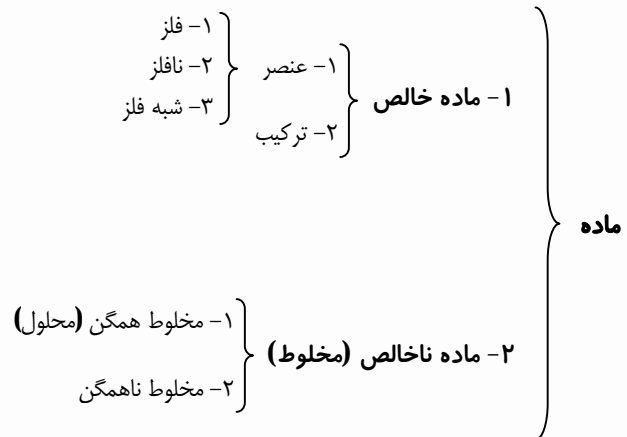 ماده
۱- ماده خالص
۱- عنصر
۱- فلز
۲- نافلز
۳- شبه فلز
۲- ترکیب
۲- ماده ناخالص (مخلوط)
۱- مخلوط همگن (محلول)
۲- مخلوط ناهمگن